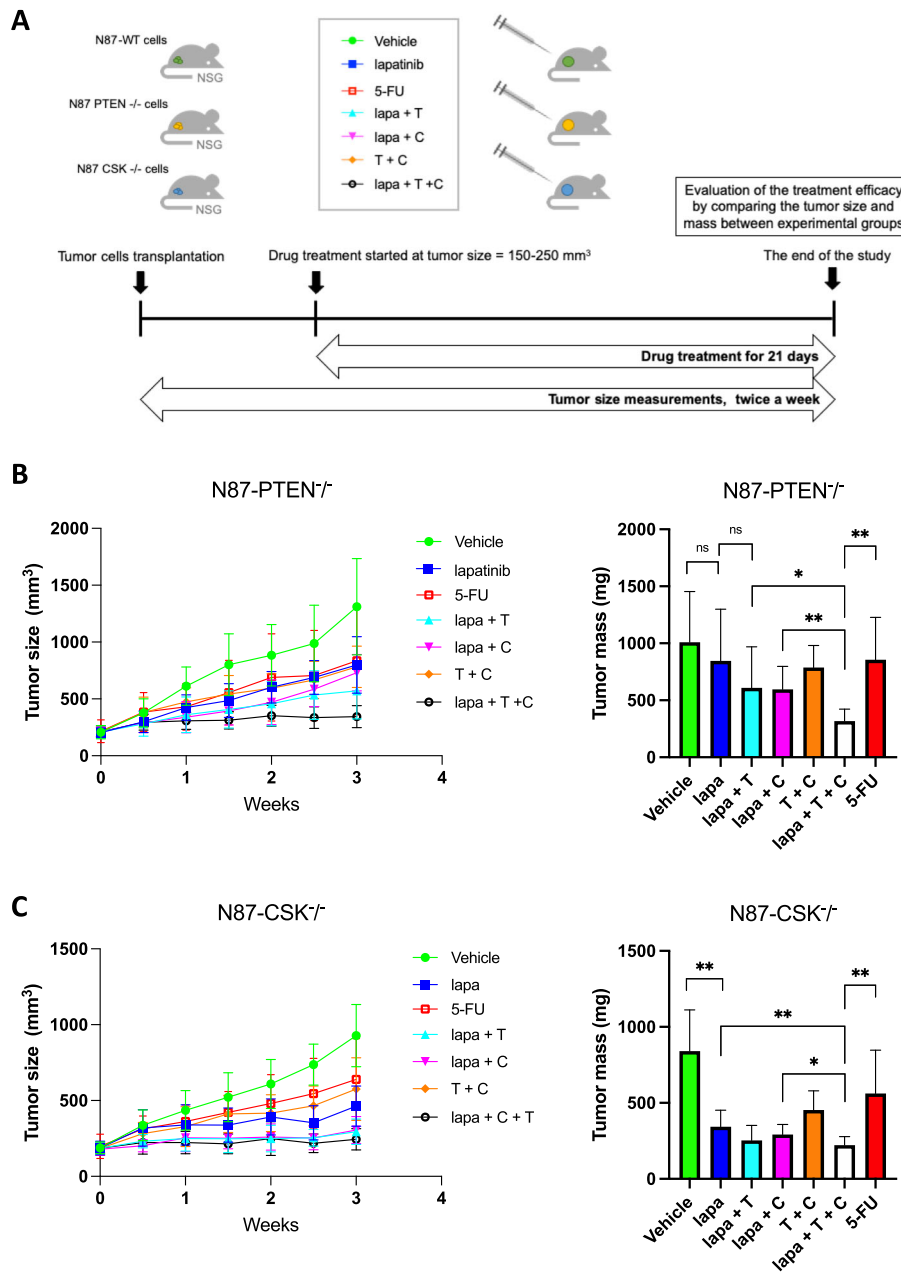 A
N87-WT cells
NSG
N87 PTEN -/- cells
NSG
N87 CSK -/- cells
NSG
Vehicle
lapatinib
5-FU
lapa + T
lapa + C
T + C
lapa + T +C
Evaluation of the treatment efficacy
by comparing the tumor size and
mass between experimental groups
Tumor cells transplantation
Drug treatment started at tumor size = 150-250 mm³
The end of the study
Drug treatment for 21 days
Tumor size measurements, twice a week
B
N87-PTEN⁻/⁻
Tumor size (mm³)
2000
1500
1000
500
0
0 1 2 3 4
Weeks
Vehicle
lapatinib
5-FU
lapa + T
lapa + C
T + C
lapa + T +C
N87-PTEN⁻/⁻
Tumor mass (mg)
2000
1500
1000
500
0
ns
ns
*
**
**
Vehicle
lapa
lapa + T
lapa + C
T + C
lapa + T + C
5-FU
C
N87-CSK⁻/⁻
Tumor size (mm³)
1500
1000
500
0
0 1 2 3 4
Weeks
Vehicle
lapa
5-FU
lapa + T
lapa + C
T + C
lapa + C + T
N87-CSK⁻/⁻
Tumor mass (mg)
1500
1000
500
0
**
**
*
**
Vehicle
lapa
lapa + T
lapa + C
T + C
lapa + T + C
5-FU